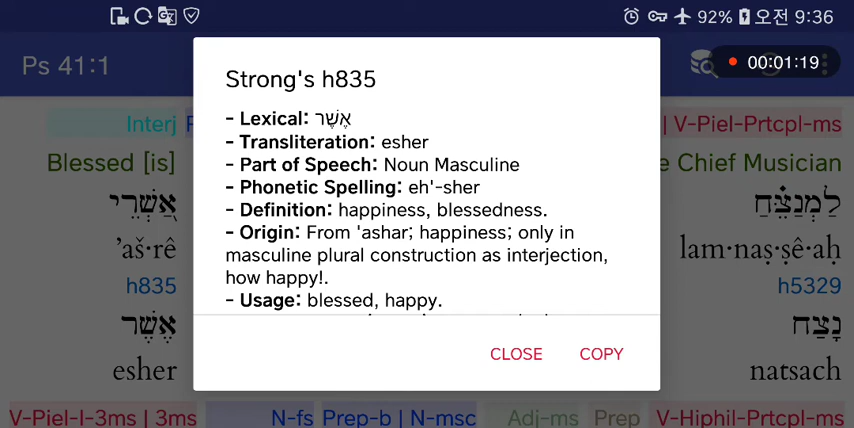 92% 오전 9:36
Ps 41:1
00:01:19
Strong's h835
- Lexical: אֶשֶׁר
- Transliteration: esher
- Part of Speech: Noun Masculine
- Phonetic Spelling: eh'-sher
- Definition: happiness, blessedness.
- Origin: From 'ashar; happiness; only in
masculine plural construction as interjection,
how happy!.
- Usage: blessed, happy.
CLOSE COPY
Interj
| V-Piel-Prtcpl-ms
Blessed [is]
e Chief Musician
אַ֭שְׁרֵי
לַמְנַצֵּ֗חַ
’aš·rê
lam·naṣ·ṣê·aḥ
h835
h5329
אֶשֶׁר
נָצַח
esher
natsach
V-Piel-I-3ms | 3ms
N-fs
Prep-b | N-msc
Adj-ms
Prep
V-Hiphil-Prtcpl-ms